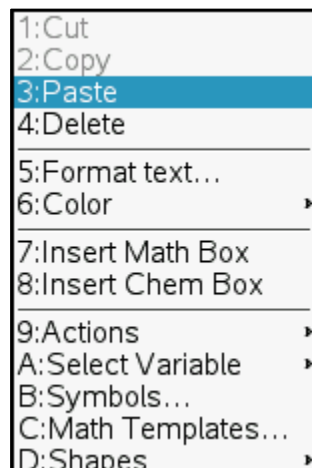 1:Cut
2:Copy
3:Paste
4:Delete
5:Format text...
6:Color
7:Insert Math Box
8:Insert Chem Box
9:Actions
A:Select Variable
B:Symbols...
C:Math Templates...
D:Shapes